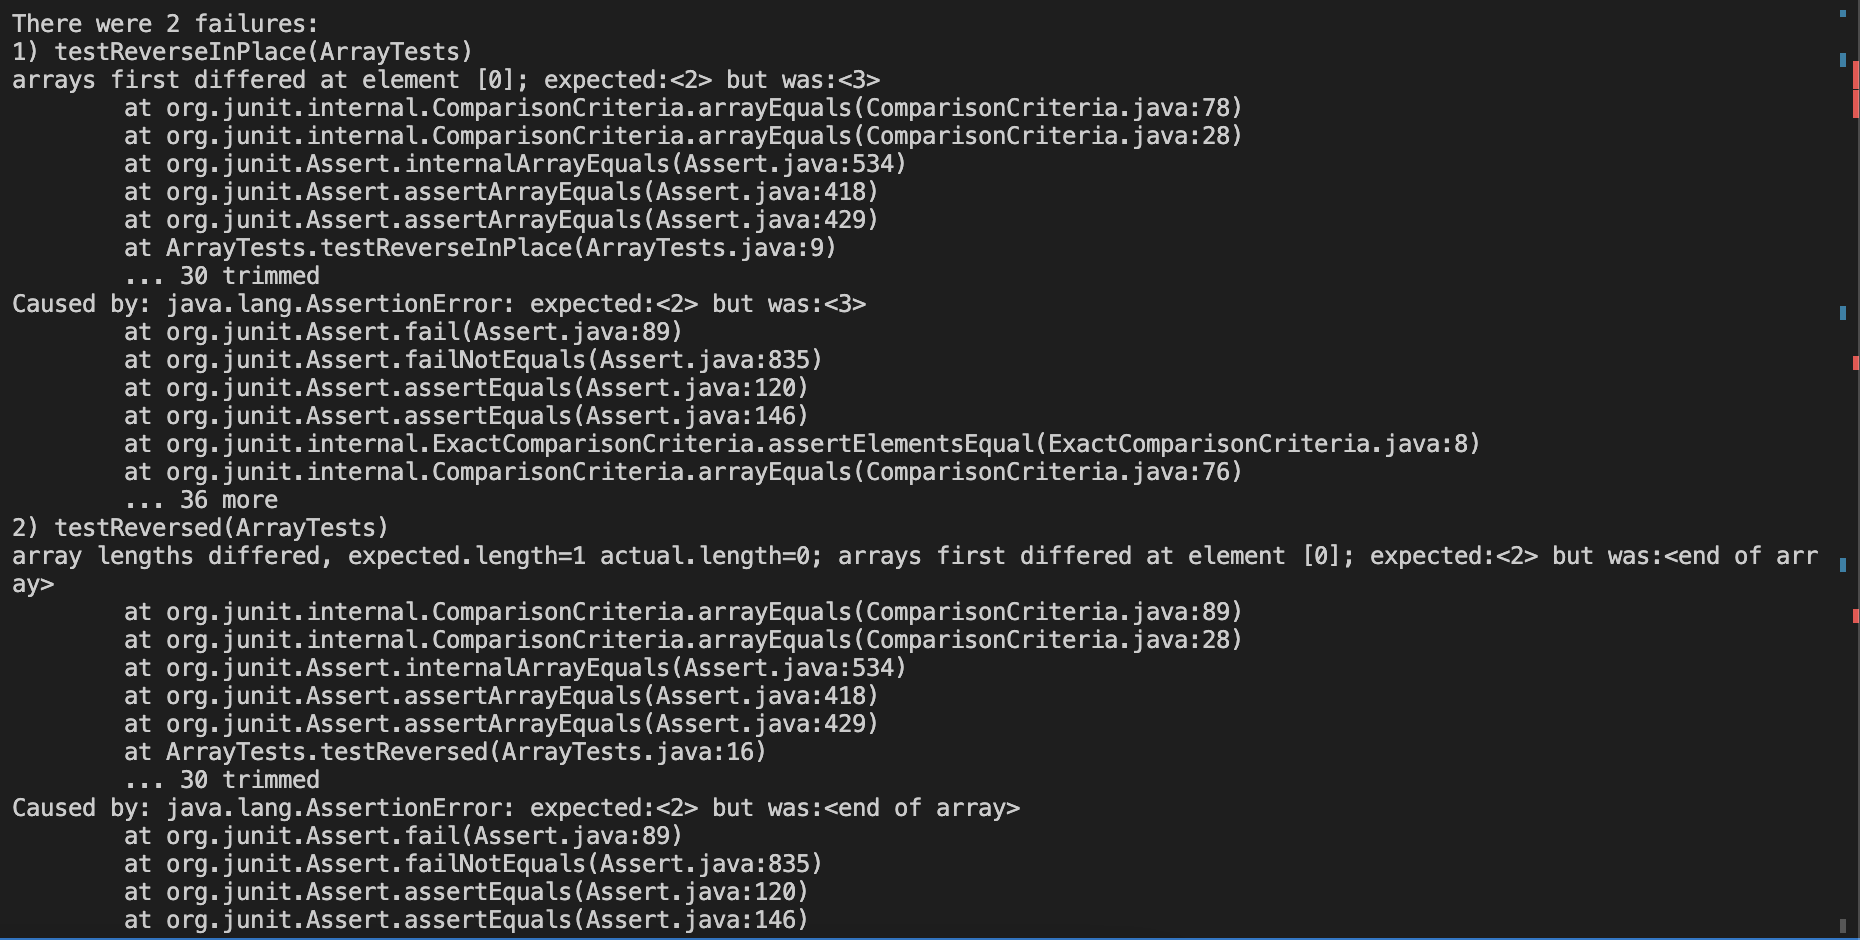 There were 2 failures:
1) testReverseInPlace(ArrayTests)
arrays first differed at element [0]; expected:<2> but was:<3>
        at org.junit.internal.ComparisonCriteria.arrayEquals(ComparisonCriteria.java:78)
        at org.junit.internal.ComparisonCriteria.arrayEquals(ComparisonCriteria.java:28)
        at org.junit.Assert.internalArrayEquals(Assert.java:534)
        at org.junit.Assert.assertArrayEquals(Assert.java:418)
        at org.junit.Assert.assertArrayEquals(Assert.java:429)
        at ArrayTests.testReverseInPlace(ArrayTests.java:9)
        ... 30 trimmed
Caused by: java.lang.AssertionError: expected:<2> but was:<3>
        at org.junit.Assert.fail(Assert.java:89)
        at org.junit.Assert.failNotEquals(Assert.java:835)
        at org.junit.Assert.assertEquals(Assert.java:120)
        at org.junit.Assert.assertEquals(Assert.java:146)
        at org.junit.internal.ExactComparisonCriteria.assertElementsEqual(ExactComparisonCriteria.java:8)
        at org.junit.internal.ComparisonCriteria.arrayEquals(ComparisonCriteria.java:76)
        ... 36 more
2) testReversed(ArrayTests)
array lengths differed, expected.length=1 actual.length=0; arrays first differed at element [0]; expected:<2> but was:<end of arr
ay>
        at org.junit.internal.ComparisonCriteria.arrayEquals(ComparisonCriteria.java:89)
        at org.junit.internal.ComparisonCriteria.arrayEquals(ComparisonCriteria.java:28)
        at org.junit.Assert.internalArrayEquals(Assert.java:534)
        at org.junit.Assert.assertArrayEquals(Assert.java:418)
        at org.junit.Assert.assertArrayEquals(Assert.java:429)
        at ArrayTests.testReversed(ArrayTests.java:16)
        ... 30 trimmed
Caused by: java.lang.AssertionError: expected:<2> but was:<end of array>
        at org.junit.Assert.fail(Assert.java:89)
        at org.junit.Assert.failNotEquals(Assert.java:835)
        at org.junit.Assert.assertEquals(Assert.java:120)
        at org.junit.Assert.assertEquals(Assert.java:146)